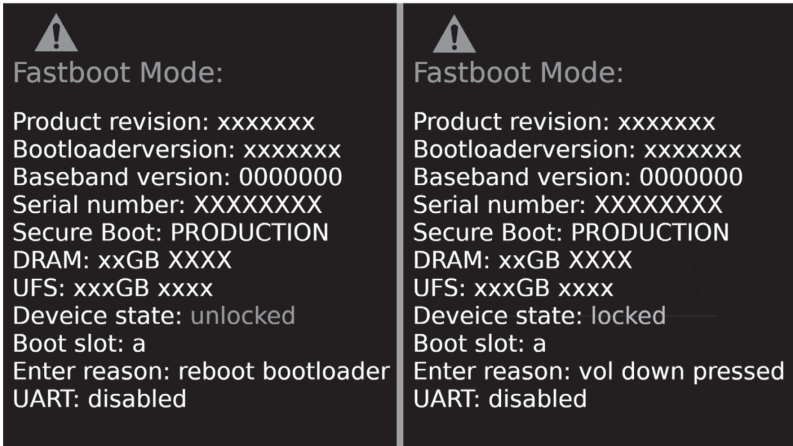 Fastboot Mode:
Product revision: xxxxxxx
Bootloaderversion: xxxxxxx
Baseband version: 0000000
Serial number: XXXXXXXX
Secure Boot: PRODUCTION
DRAM: xxGB XXXX
UFS: xxxGB xxxx
Deveice state: unlocked
Boot slot: a
Enter reason: reboot bootloader
UART: disabled
Fastboot Mode:
Product revision: xxxxxxx
Bootloaderversion: xxxxxxx
Baseband version: 0000000
Serial number: XXXXXXXX
Secure Boot: PRODUCTION
DRAM: xxGB XXXX
UFS: xxxGB xxxx
Deveice state: locked
Boot slot: a
Enter reason: vol down pressed
UART: disabled